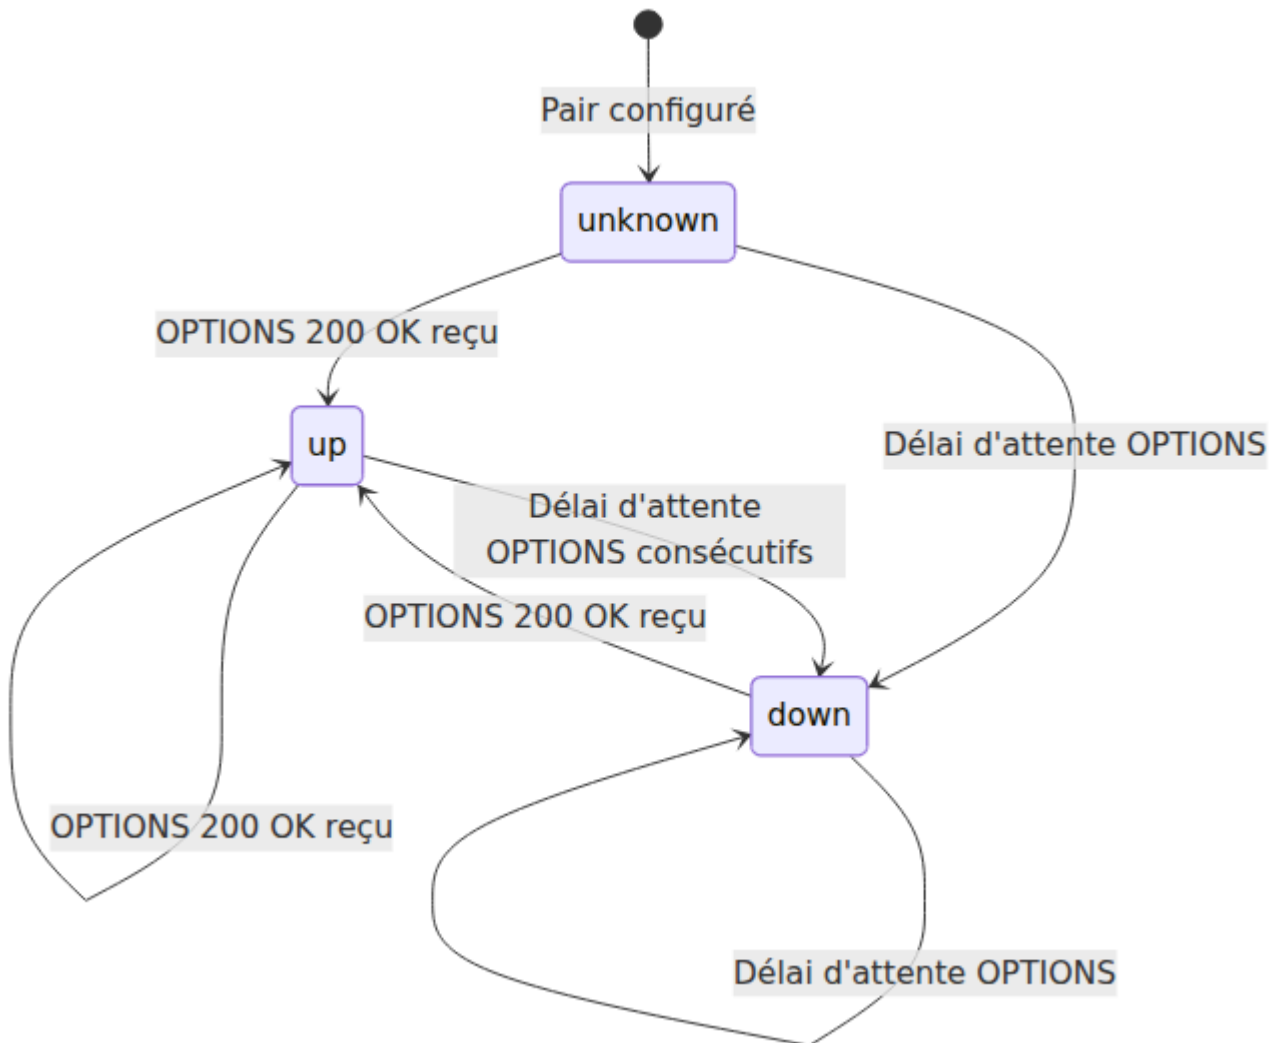 Pair configuré
unknown
OPTIONS 200 OK reçu
up
Délai d'attente OPTIONS
Délai d'attente
OPTIONS consécutifs
OPTIONS 200 OK reçu
down
OPTIONS 200 OK reçu
Délai d'attente OPTIONS